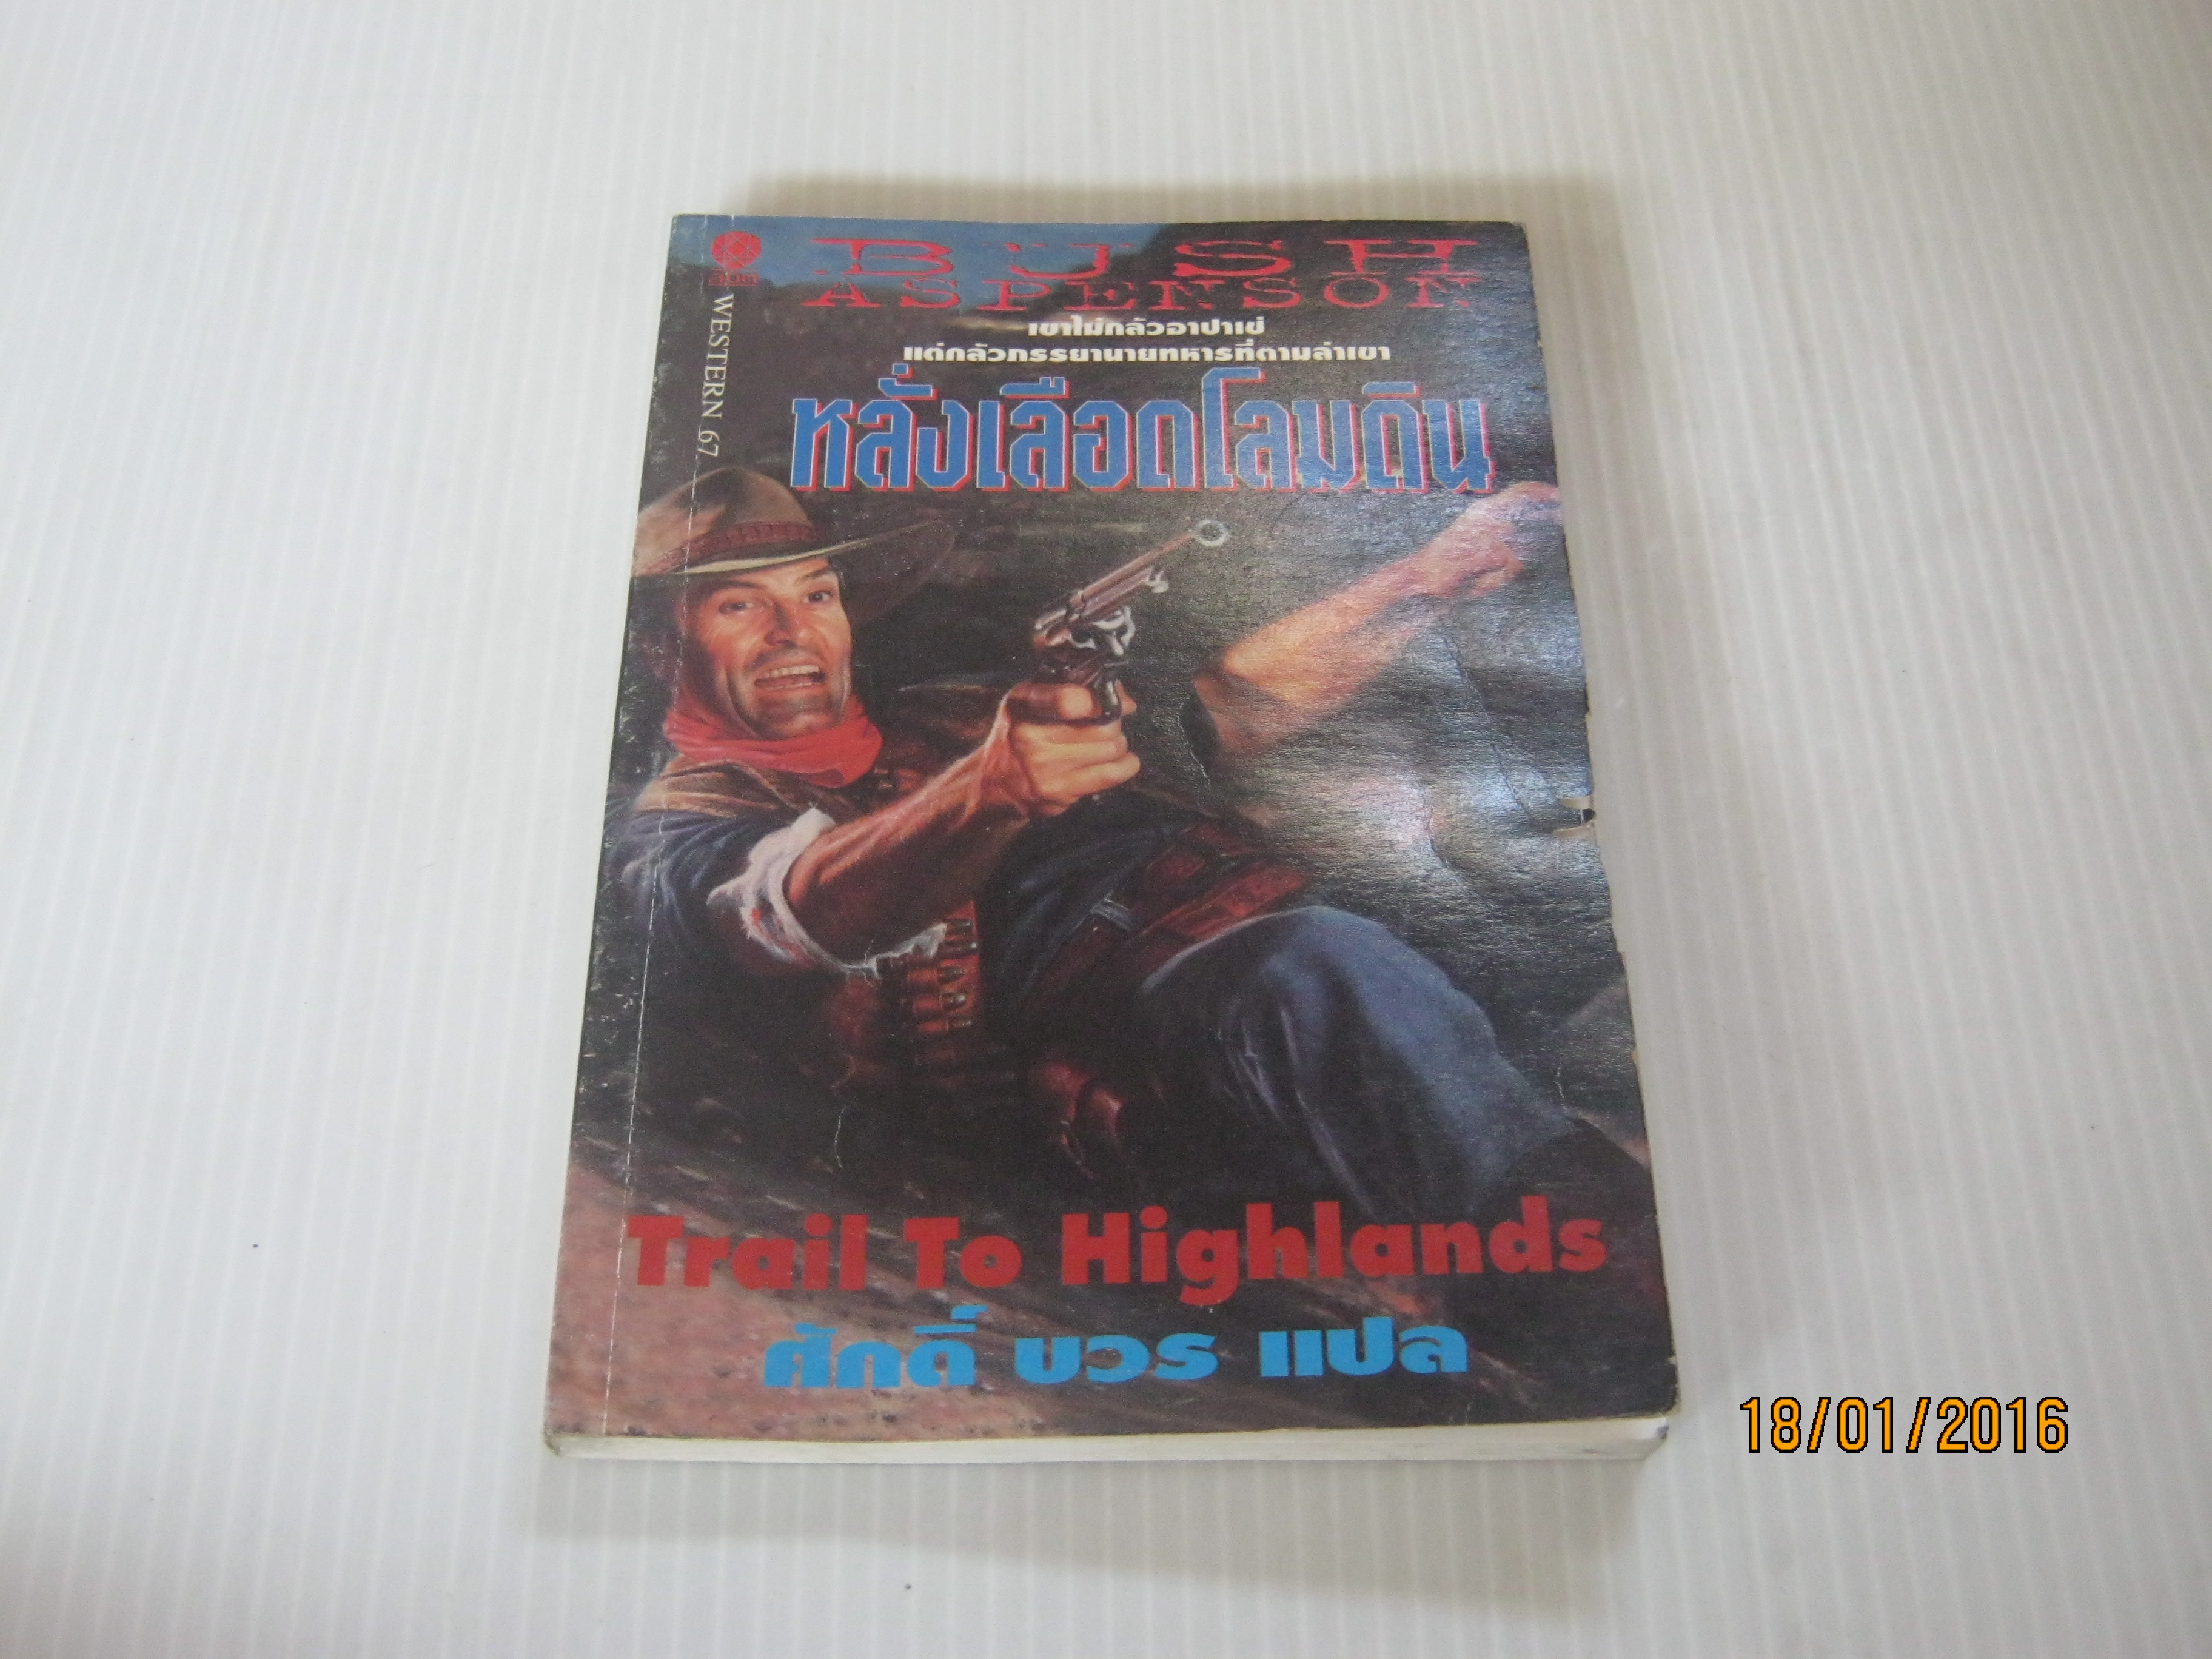 BUSH
ASPENSON
WESTERN 67
เขาไม่กลัวอาปาเช่
แต่กลัวภรรยานายทหารที่ตามล่าเขา
หลั่งเลือดโลมดิน
Trail To Highlands
ศักดิ์ บวร แปล
18/01/2016